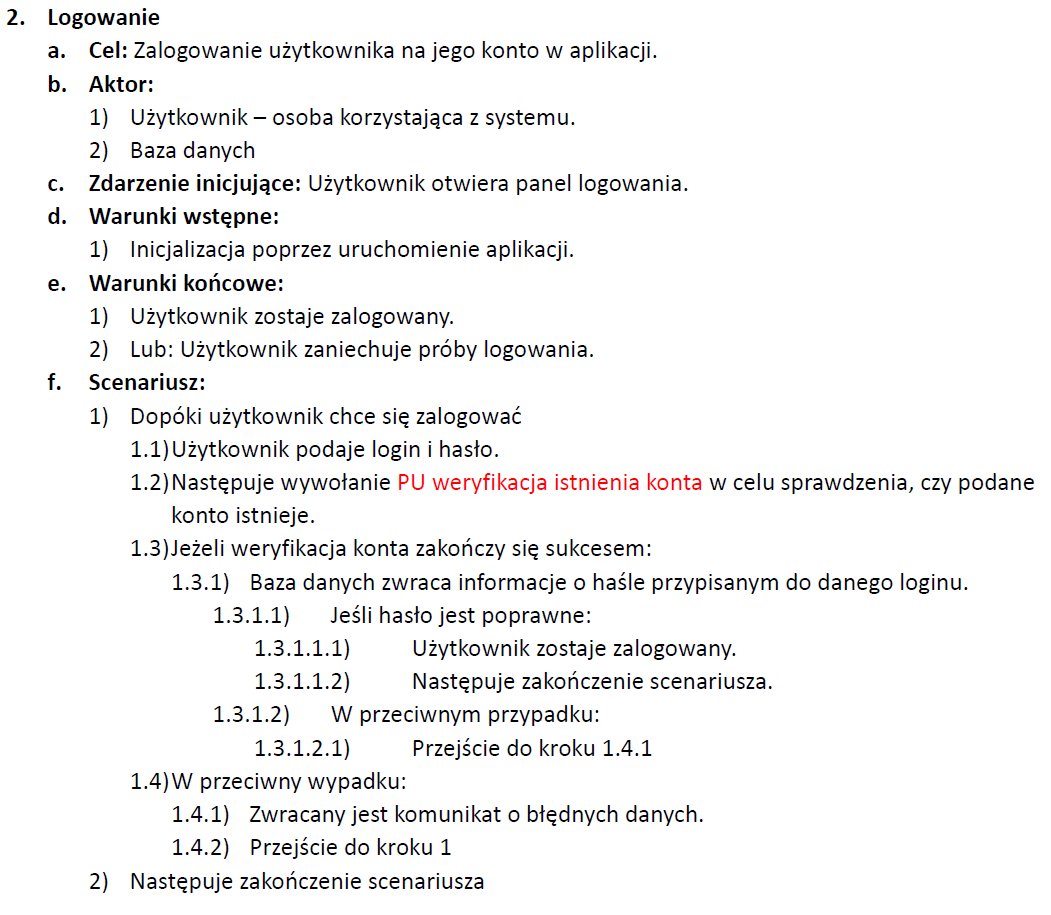 2. Logowanie
a. Cel: Zalogowanie użytkownika na jego konto w aplikacji.
b. Aktor:
1) Użytkownik – osoba korzystająca z systemu.
2) Baza danych
c. Zdarzenie inicjujące: Użytkownik otwiera panel logowania.
d. Warunki wstępne:
1) Inicjalizacja poprzez uruchomienie aplikacji.
e. Warunki końcowe:
1) Użytkownik zostaje zalogowany.
2) Lub: Użytkownik zaniechuje próby logowania.
f. Scenariusz:
1) Dopóki użytkownik chce się zalogować
1.1)Użytkownik podaje login i hasło.
1.2)Następuje wywołanie PU weryfikacja istnienia konta w celu sprawdzenia, czy podane
konto istnieje.
1.3)Jeżeli weryfikacja konta zakończy się sukcesem:
1.3.1) Baza danych zwraca informacje o haśle przypisanym do danego loginu.
1.3.1.1) Jeśli hasło jest poprawne:
1.3.1.1.1) Użytkownik zostaje zalogowany.
1.3.1.1.2) Następuje zakończenie scenariusza.
1.3.1.2) W przeciwnym przypadku:
1.3.1.2.1) Przejście do kroku 1.4.1
1.4)W przeciwny wypadku:
1.4.1) Zwracany jest komunikat o błędnych danych.
1.4.2) Przejście do kroku 1
2) Następuje zakończenie scenariusza